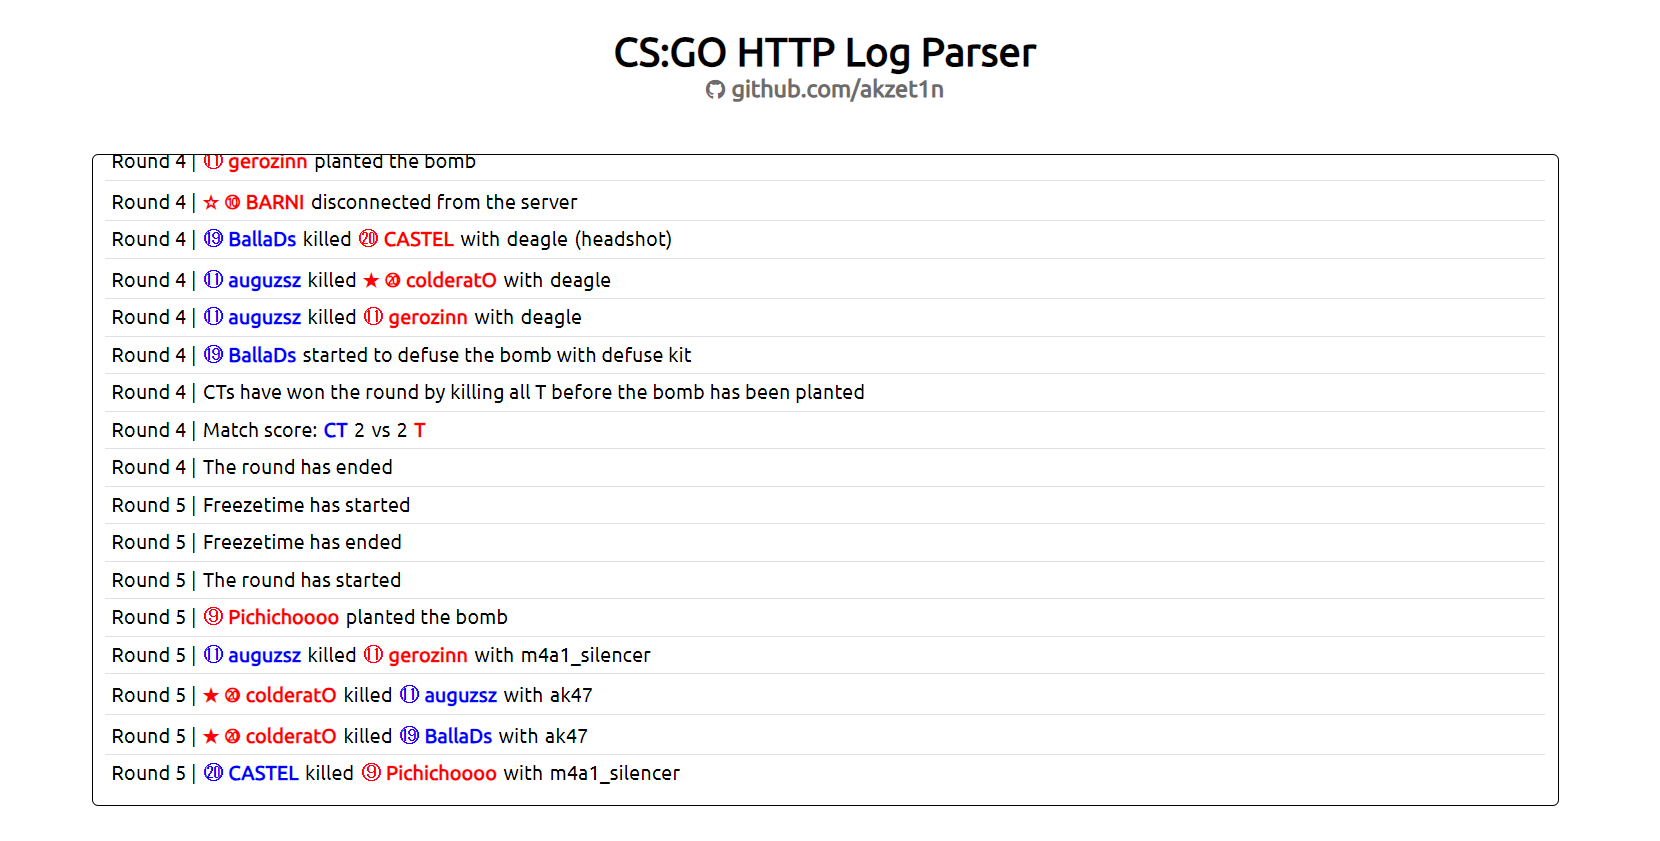 CS:GO HTTP Log Parser
github.com/akzet1n
Round 4 | ⑪ gerozinn planted the bomb
Round 4 | ☆ ⑩ BARNI disconnected from the server
Round 4 | ⑲ BallaDs killed ⑳ CASTEL with deagle (headshot)
Round 4 | ⑪ auguzsz killed ★ ⑳ colderatO with deagle
Round 4 | ⑪ auguzsz killed ⑪ gerozinn with deagle
Round 4 | ⑲ BallaDs started to defuse the bomb with defuse kit
Round 4 | CTs have won the round by killing all T before the bomb has been planted
Round 4 | Match score: CT 2 vs 2 T
Round 4 | The round has ended
Round 5 | Freezetime has started
Round 5 | Freezetime has ended
Round 5 | The round has started
Round 5 | ⑨ Pichichoooo planted the bomb
Round 5 | ⑪ auguzsz killed ⑪ gerozinn with m4a1_silencer
Round 5 | ★ ⑳ colderatO killed ⑪ auguzsz with ak47
Round 5 | ★ ⑳ colderatO killed ⑲ BallaDs with ak47
Round 5 | ⑳ CASTEL killed ⑨ Pichichoooo with m4a1_silencer